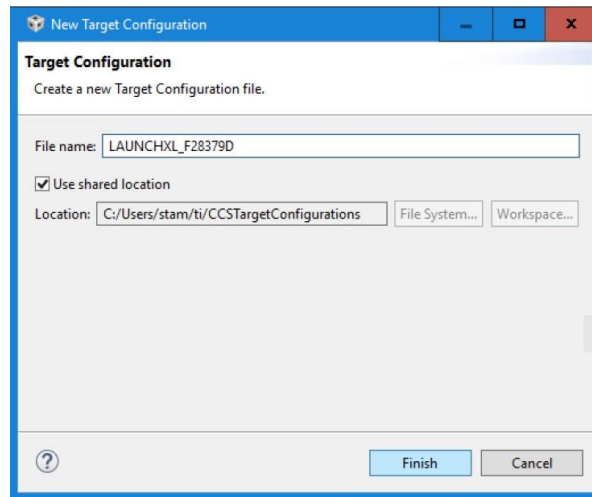 New Target Configuration
Target Configuration
Create a new Target Configuration file.
File name: LAUNCHXL_F28379D
Use shared location
Location: C:/Users/stam/ti/CCSTargetConfigurations File System... Workspace...
? Finish Cancel